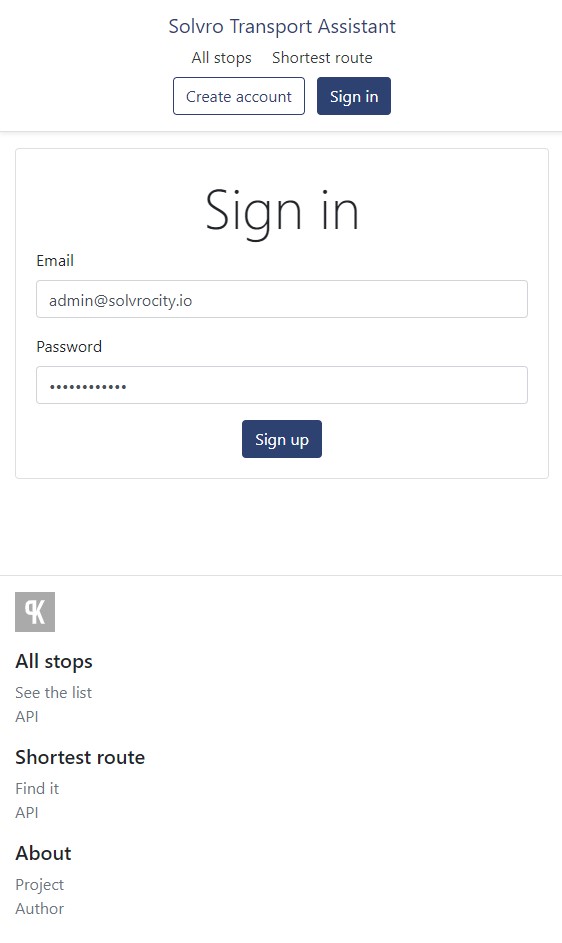 Solvro Transport Assistant
All stops Shortest route
Create account Sign in
Sign in
Email
admin@solvrocity.io
Password
••••••••••••
Sign up
All stops
See the list
API
Shortest route
Find it
API
About
Project
Author